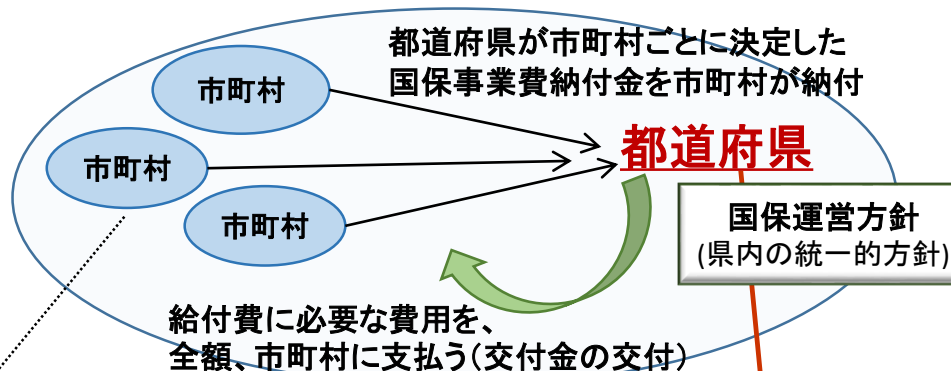 都道府県が市町村ごとに決定した
国保事業費納付金を市町村が納付
市町村
市町村
市町村
都道府県
国保運営方針
(県内の統一的方針)
給付費に必要な費用を、
全額、市町村に支払う(交付金の交付)